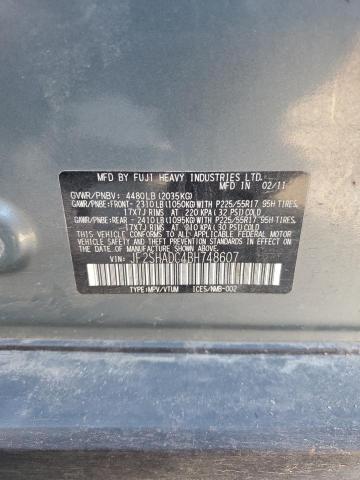 MFD BY FUJI HEAVY INDUSTRIES LTD.
MFD IN 02/11
GVWR/PNBV: 4480LB (2035KG)
GAWR/PNBE: FRONT- 2310LB(1050KG)WITH P225/55R17 95H TIRES,
17X7J RIMS AT 220 KPA(32 PSI)COLD
GAWR/PNBE: REAR - 2410LB(1095KG)WITH P225/55R17 95H TIRES,
17X7J RIMS AT 210 KPA(30 PSI)COLD
THIS VEHICLE CONFORMS TO ALL APPLICABLE
FEDERAL MOTOR VEHICLE SAFETY STANDARDS IN EFFECT ON THE
DATE OF MANUFACTURE SHOWN ABOVE.
VIN: JF2SHADC4BH748607
TYPE:MPV/VTUM ICES/NMB-002